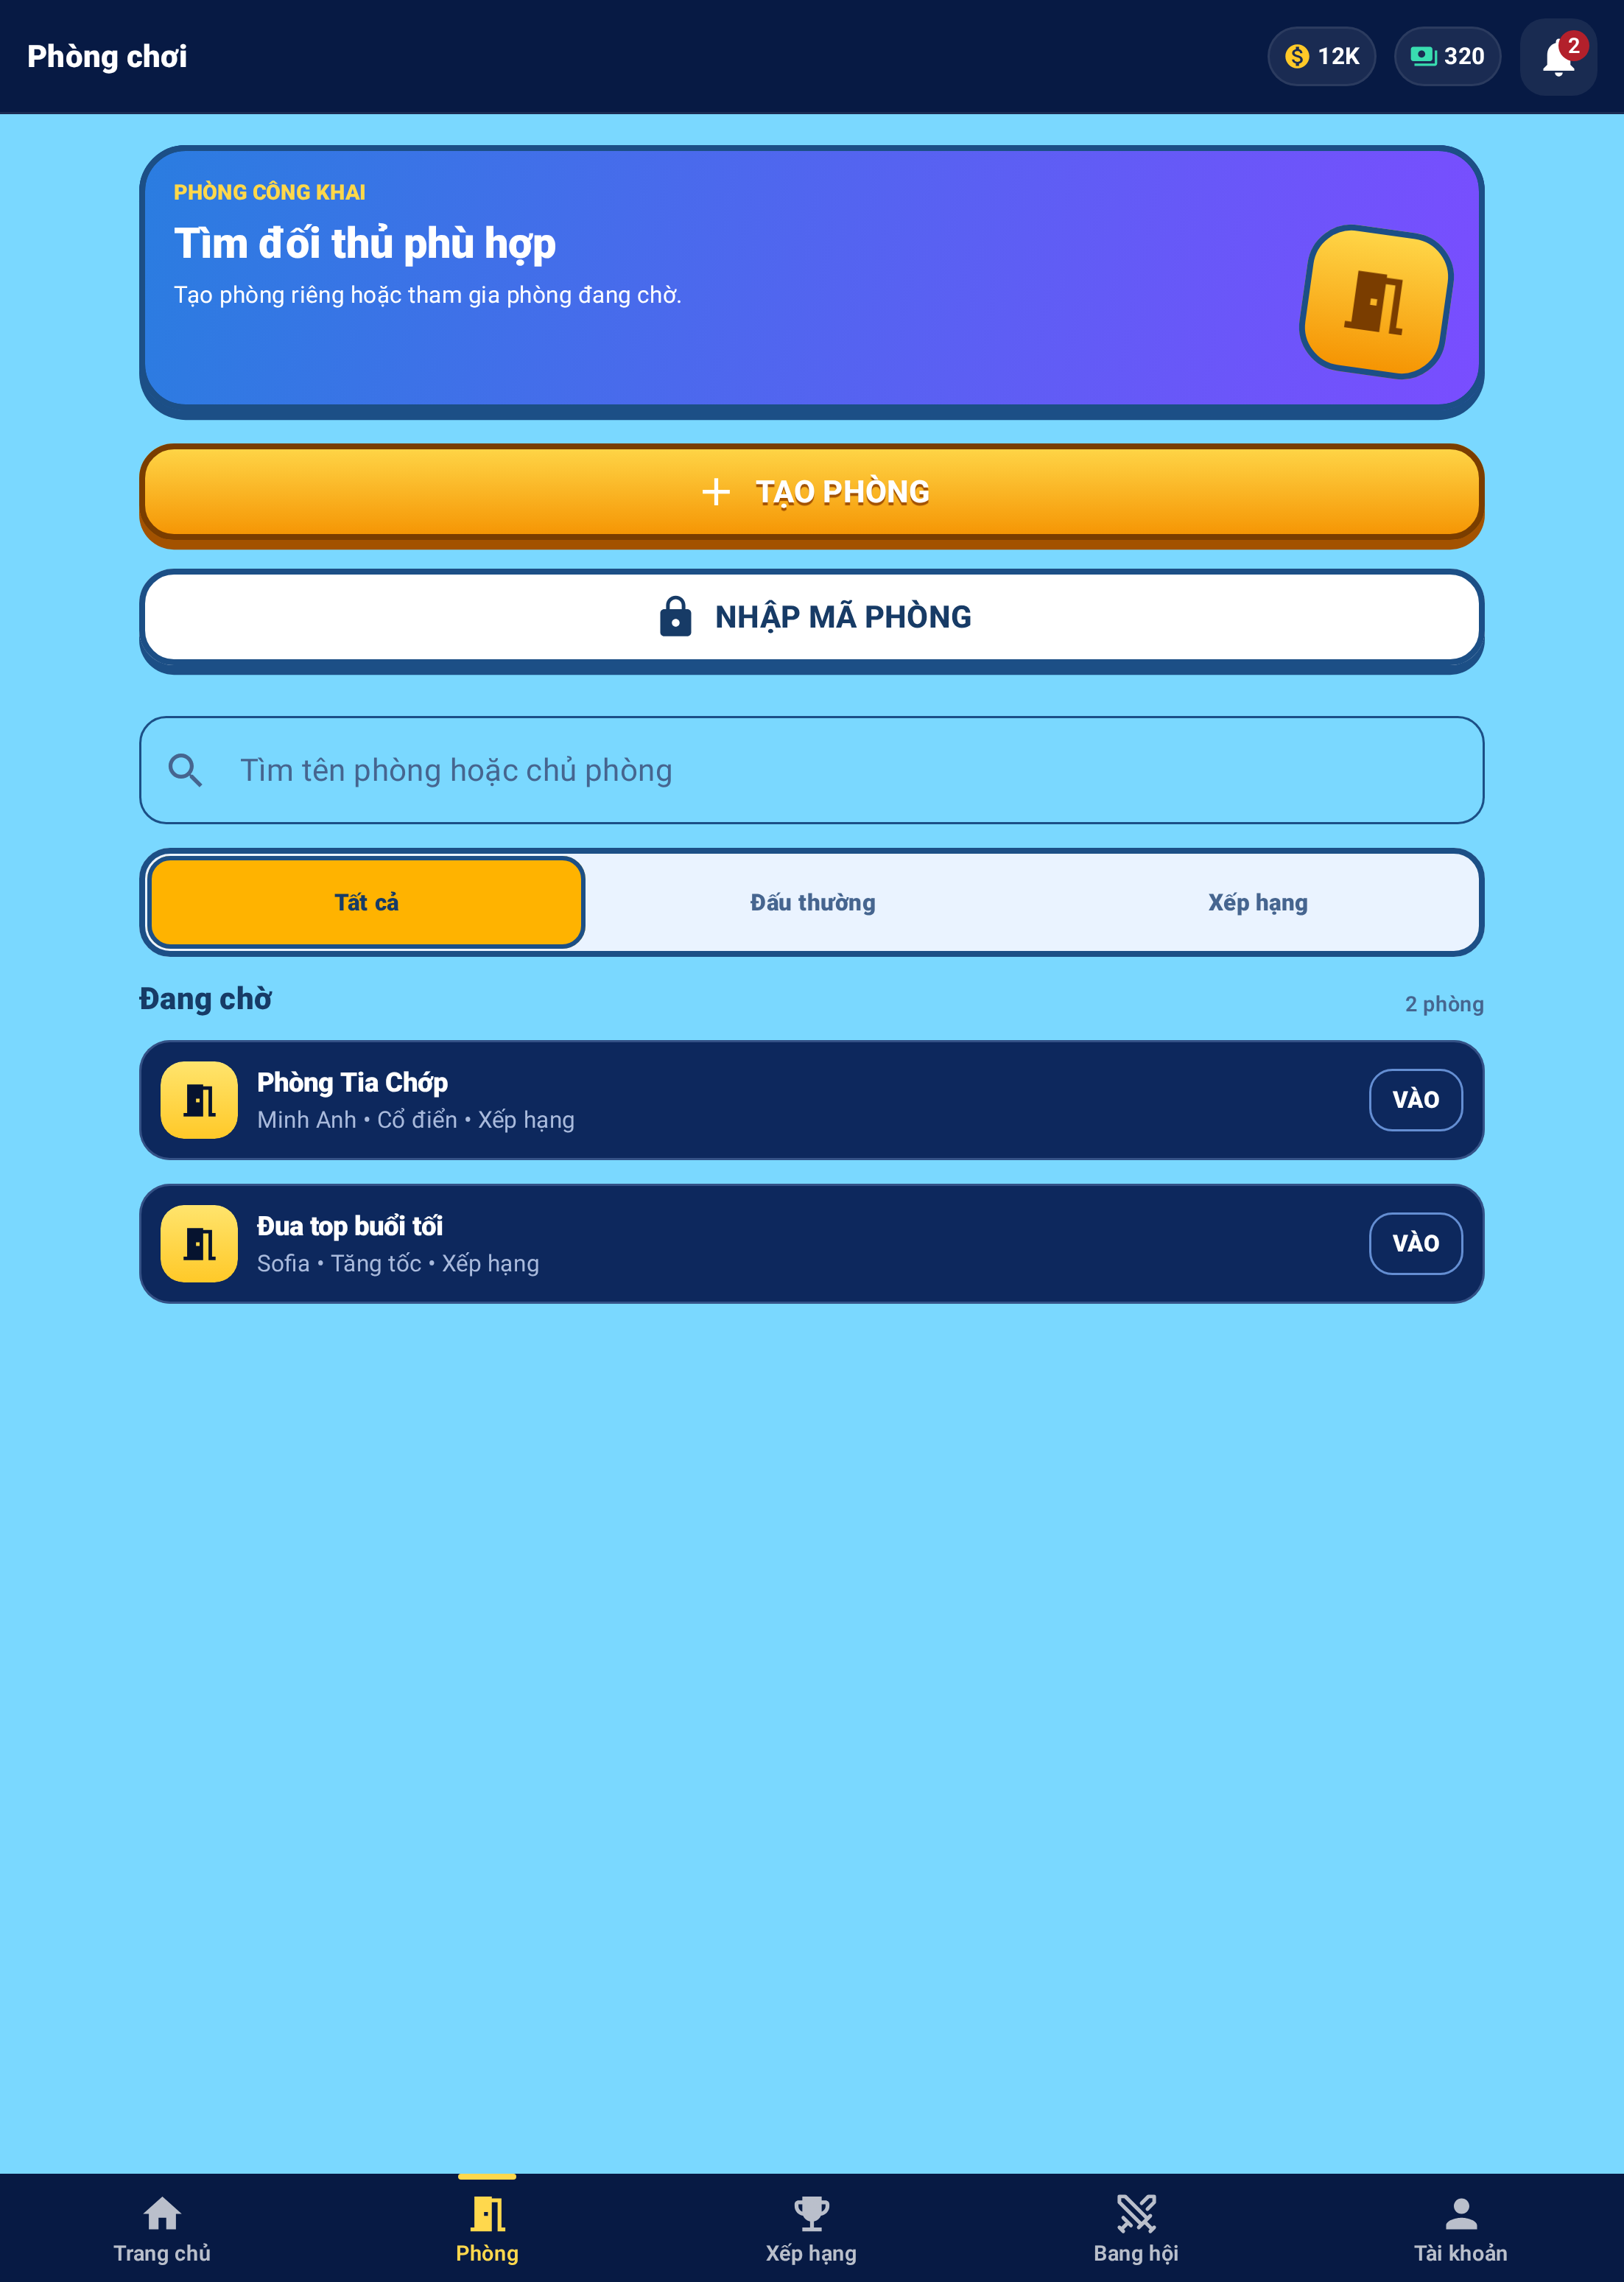 Phòng chơi
12K
320
2
PHÒNG CÔNG KHAI
Tìm đối thủ phù hợp
Tạo phòng riêng hoặc tham gia phòng đang chờ.
TẠO PHÒNG
NHẬP MÃ PHÒNG
Tìm tên phòng hoặc chủ phòng
Tất cả
Đấu thường
Xếp hạng
Đang chờ
2 phòng
Phòng Tia Chớp
Minh Anh • Cổ điển • Xếp hạng
VÀO
Đua top buổi tối
Sofia • Tăng tốc • Xếp hạng
VÀO
Trang chủ
Phòng
Xếp hạng
Bang hội
Tài khoản